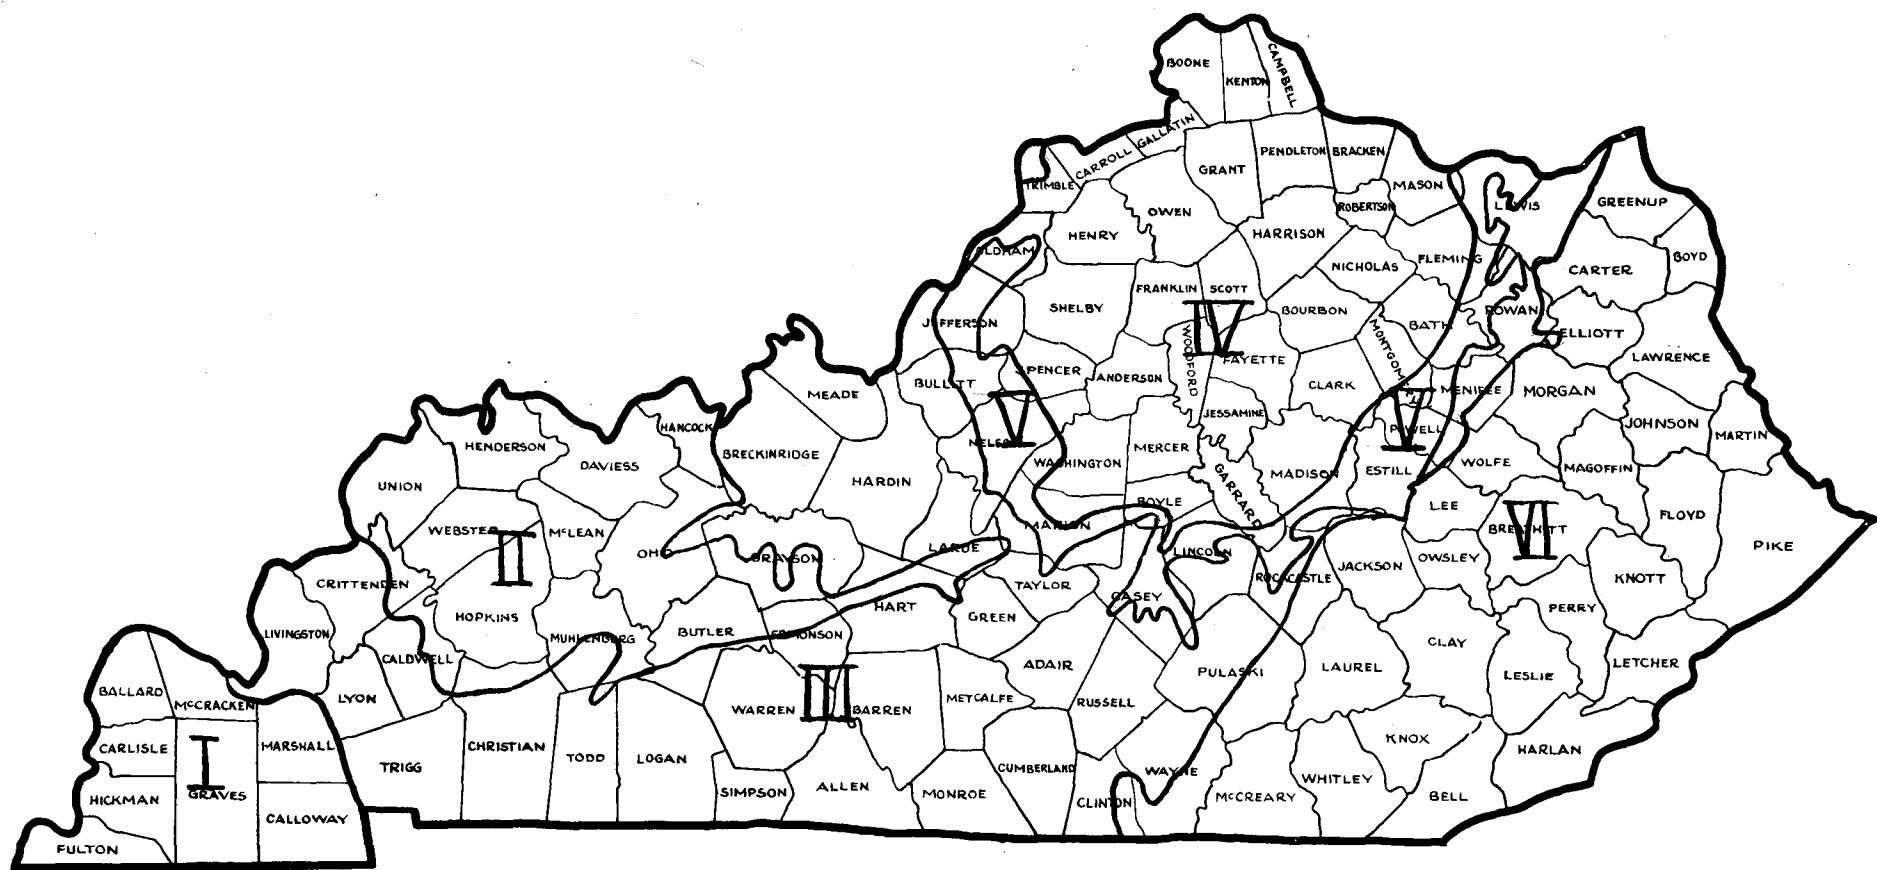 BOONE
KENTON
CAMPBELL
GALLATIN
CARROLL
TRIMBLE
GRANT
PENDLETON
BRACKEN
MASON
LEWIS
GREENUP
OWEN
ROBERTSON
HENRY
HARRISON
OLDHAM
NICHOLAS
FLEMING
CARTER
BOYD
SHELBY
FRANKLIN
SCOTT
BOURBON
BATH
ROWAN
ELLIOTT
JEFFERSON
IV
WOODFORD
FAYETTE
MONTGOM
LAWRENCE
SPENCER
ANDERSON
CLARK
MENIFEE
MORGAN
BULLITT
MEADE
JESSAMINE
V
V
POWELL
JOHNSON
MARTIN
HANCOCK
HENDERSON
DAVIESS
BRECKINRIDGE
NELSON
WASHINGTON
MERCER
GARRARD
MADISON
ESTILL
WOLFE
MAGOFFIN
UNION
HARDIN
BOYLE
LEE
FLOYD
WEBSTER
II
McLEAN
OHIO
GRAYSON
LARUE
MARION
LINCOLN
BREATHITT
VI
PIKE
CRITTENDEN
ROCKCASTLE
JACKSON
OWSLEY
KNOTT
TAYLOR
CASEY
HART
GREEN
PERRY
HOPKINS
LIVINGSTON
MUHLENBERG
BUTLER
EDMONSON
CLAY
CALDWELL
ADAIR
PULASKI
LAUREL
LESLIE
LETCHER
BALLARD
McCRACKEN
LYON
III
WARREN
BARREN
METCALFE
RUSSELL
CARLISLE
I
MARSHALL
CHRISTIAN
TODD
LOGAN
KNOX
HARLAN
TRIGG
CUMBERLAND
WAYNE
WHITLEY
HICKMAN
GRAVES
SIMPSON
ALLEN
MONROE
CLINTON
McCREARY
BELL
CALLOWAY
FULTON